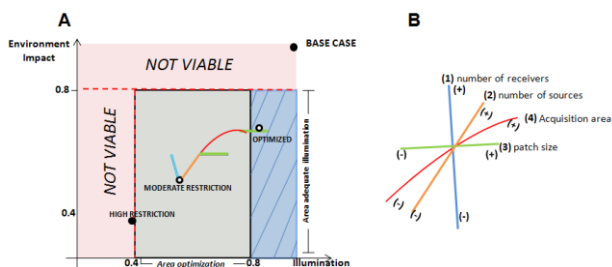 A
B
Environment
Impact
BASE CASE
NOT VIABLE
0.8
NOT VIABLE
OPTIMIZED
MODERATE RESTRICTION
HIGH RESTRICTION
Area adequate illumination
0.4
0.4
Area optimization
0.8
Illumination
(1) number of receivers
(+)
(2) number of sources
(+)
(4) Acquisition area
(+)
(-)
(+)
(3) patch size
(-)
(-)
(-)